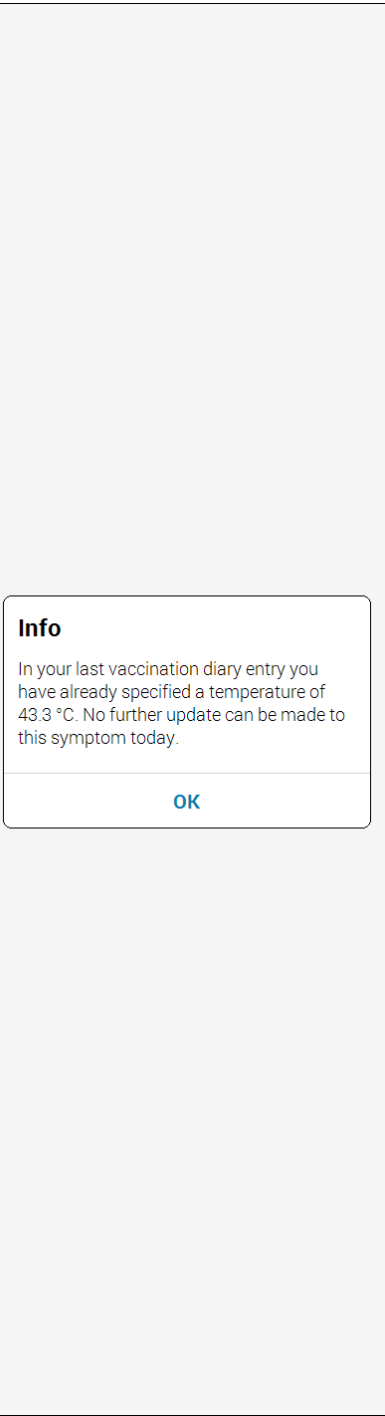 Info
In your last vaccination diary entry you
have already specified a temperature of
43.3 °C. No further update can be made to
this symptom today.
OK